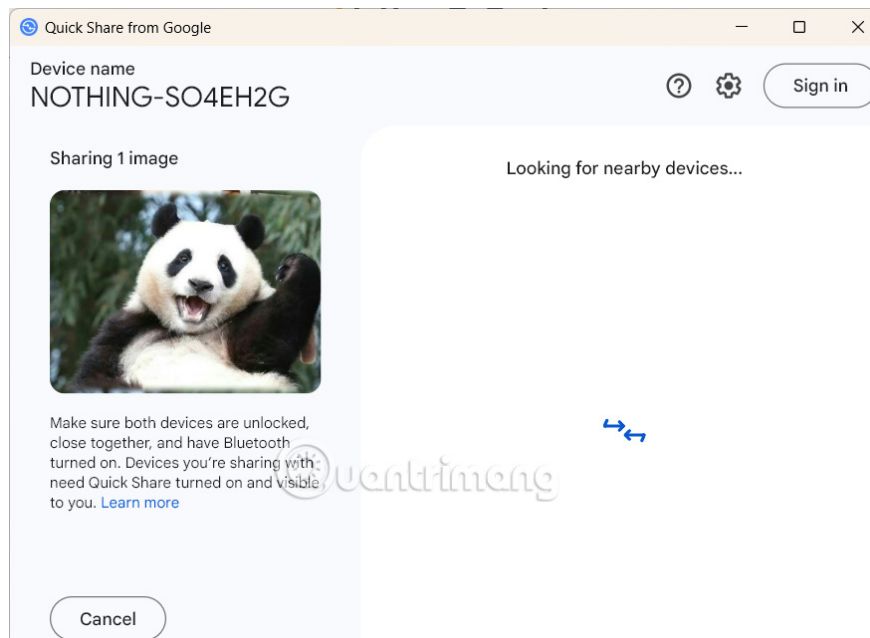 Quick Share from Google
Device name
NOTHING-SO4EH2G
Sign in
Sharing 1 image
Looking for nearby devices...
Make sure both devices are unlocked,
close together, and have Bluetooth
turned on. Devices you’re sharing with
need Quick Share turned on and visible
to you. Learn more
Quantrimang
Cancel